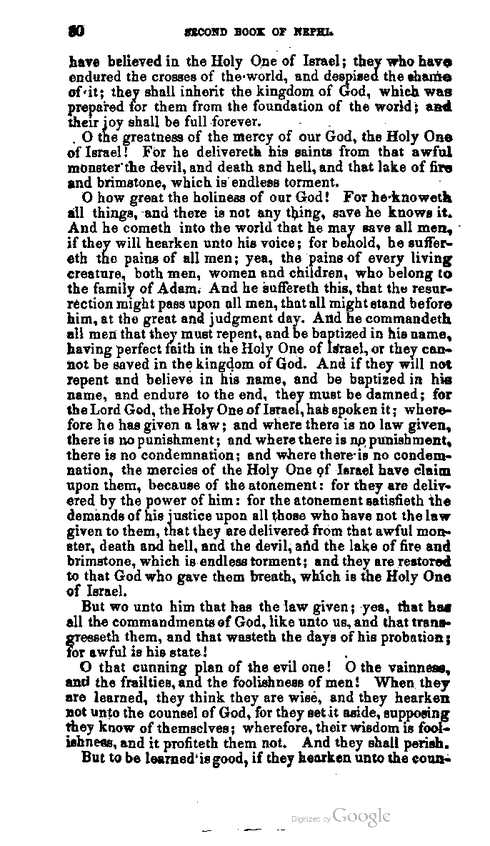 80 SECOND BOOK OF NEPHI.
have believed in the Holy One of Israel; they who have
endured the crosses of the world, and despised the shame
of it; they shall inherit the kingdom of God, which was
prepared for them from the foundation of the world; and
their joy shall be full forever.
O the greatness of the mercy of our God, the Holy One
of Israel! For he delivereth his saints from that awful
monster the devil, and death and hell, and that lake of fire
and brimstone, which is endless torment.
O how great the holiness of our God! For he knoweth
all things, and there is not any thing, save he knows it.
And he cometh into the world that he may save all men,
if they will hearken unto his voice; for behold, he suffer-
eth the pains of all men; yea, the pains of every living
creature, both men, women and children, who belong to
the family of Adam. And he suffereth this, that the resur-
rection might pass upon all men, that all might stand before
him, at the great and judgment day. And he commandeth
all men that they must repent, and be baptized in his name,
having perfect faith in the Holy One of Israel, or they can-
not be saved in the kingdom of God. And if they will not
repent and believe in his name, and be baptized in his
name, and endure to the end, they must be damned; for
the Lord God, the Holy One of Israel, has spoken it; where-
fore he has given a law; and where there is no law given,
there is no punishment; and where there is no punishment,
there is no condemnation; and where there is no condem-
nation, the mercies of the Holy One of Israel have claim
upon them, because of the atonement: for they are deliv-
ered by the power of him: for the atonement satisfieth the
demands of his justice upon all those who have not the law
given to them, that they are delivered from that awful mon-
ster, death and hell, and the devil, and the lake of fire and
brimstone, which is endless torment; and they are restored
to that God who gave them breath, which is the Holy One
of Israel.
But wo unto him that has the law given; yea, that has
all the commandments of God, like unto us, and that trans-
gresseth them, and that wasteth the days of his probation;
for awful is his state!
O that cunning plan of the evil one! O the vainness,
and the frailties, and the foolishness of men! When they
are learned, they think they are wise, and they hearken
not unto the counsel of God, for they set it aside, supposing
they know of themselves; wherefore, their wisdom is fool-
ishness, and it profiteth them not. And they shall perish.
But to be learned is good, if they hearken unto the coun-
Digitized by Google